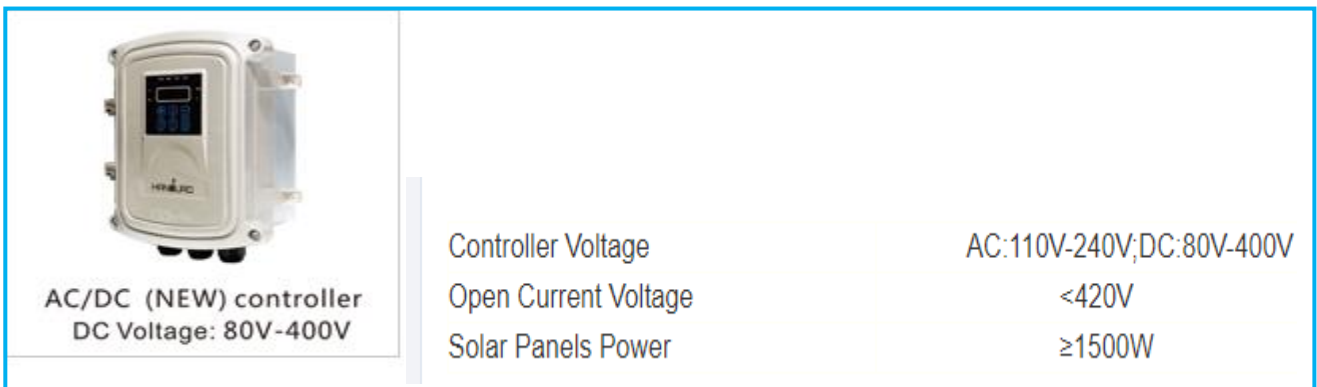 AC/DC (NEW) controller
DC Voltage: 80V-400V
Controller Voltage AC:110V-240V;DC:80V-400V
Open Current Voltage <420V
Solar Panels Power ≥1500W